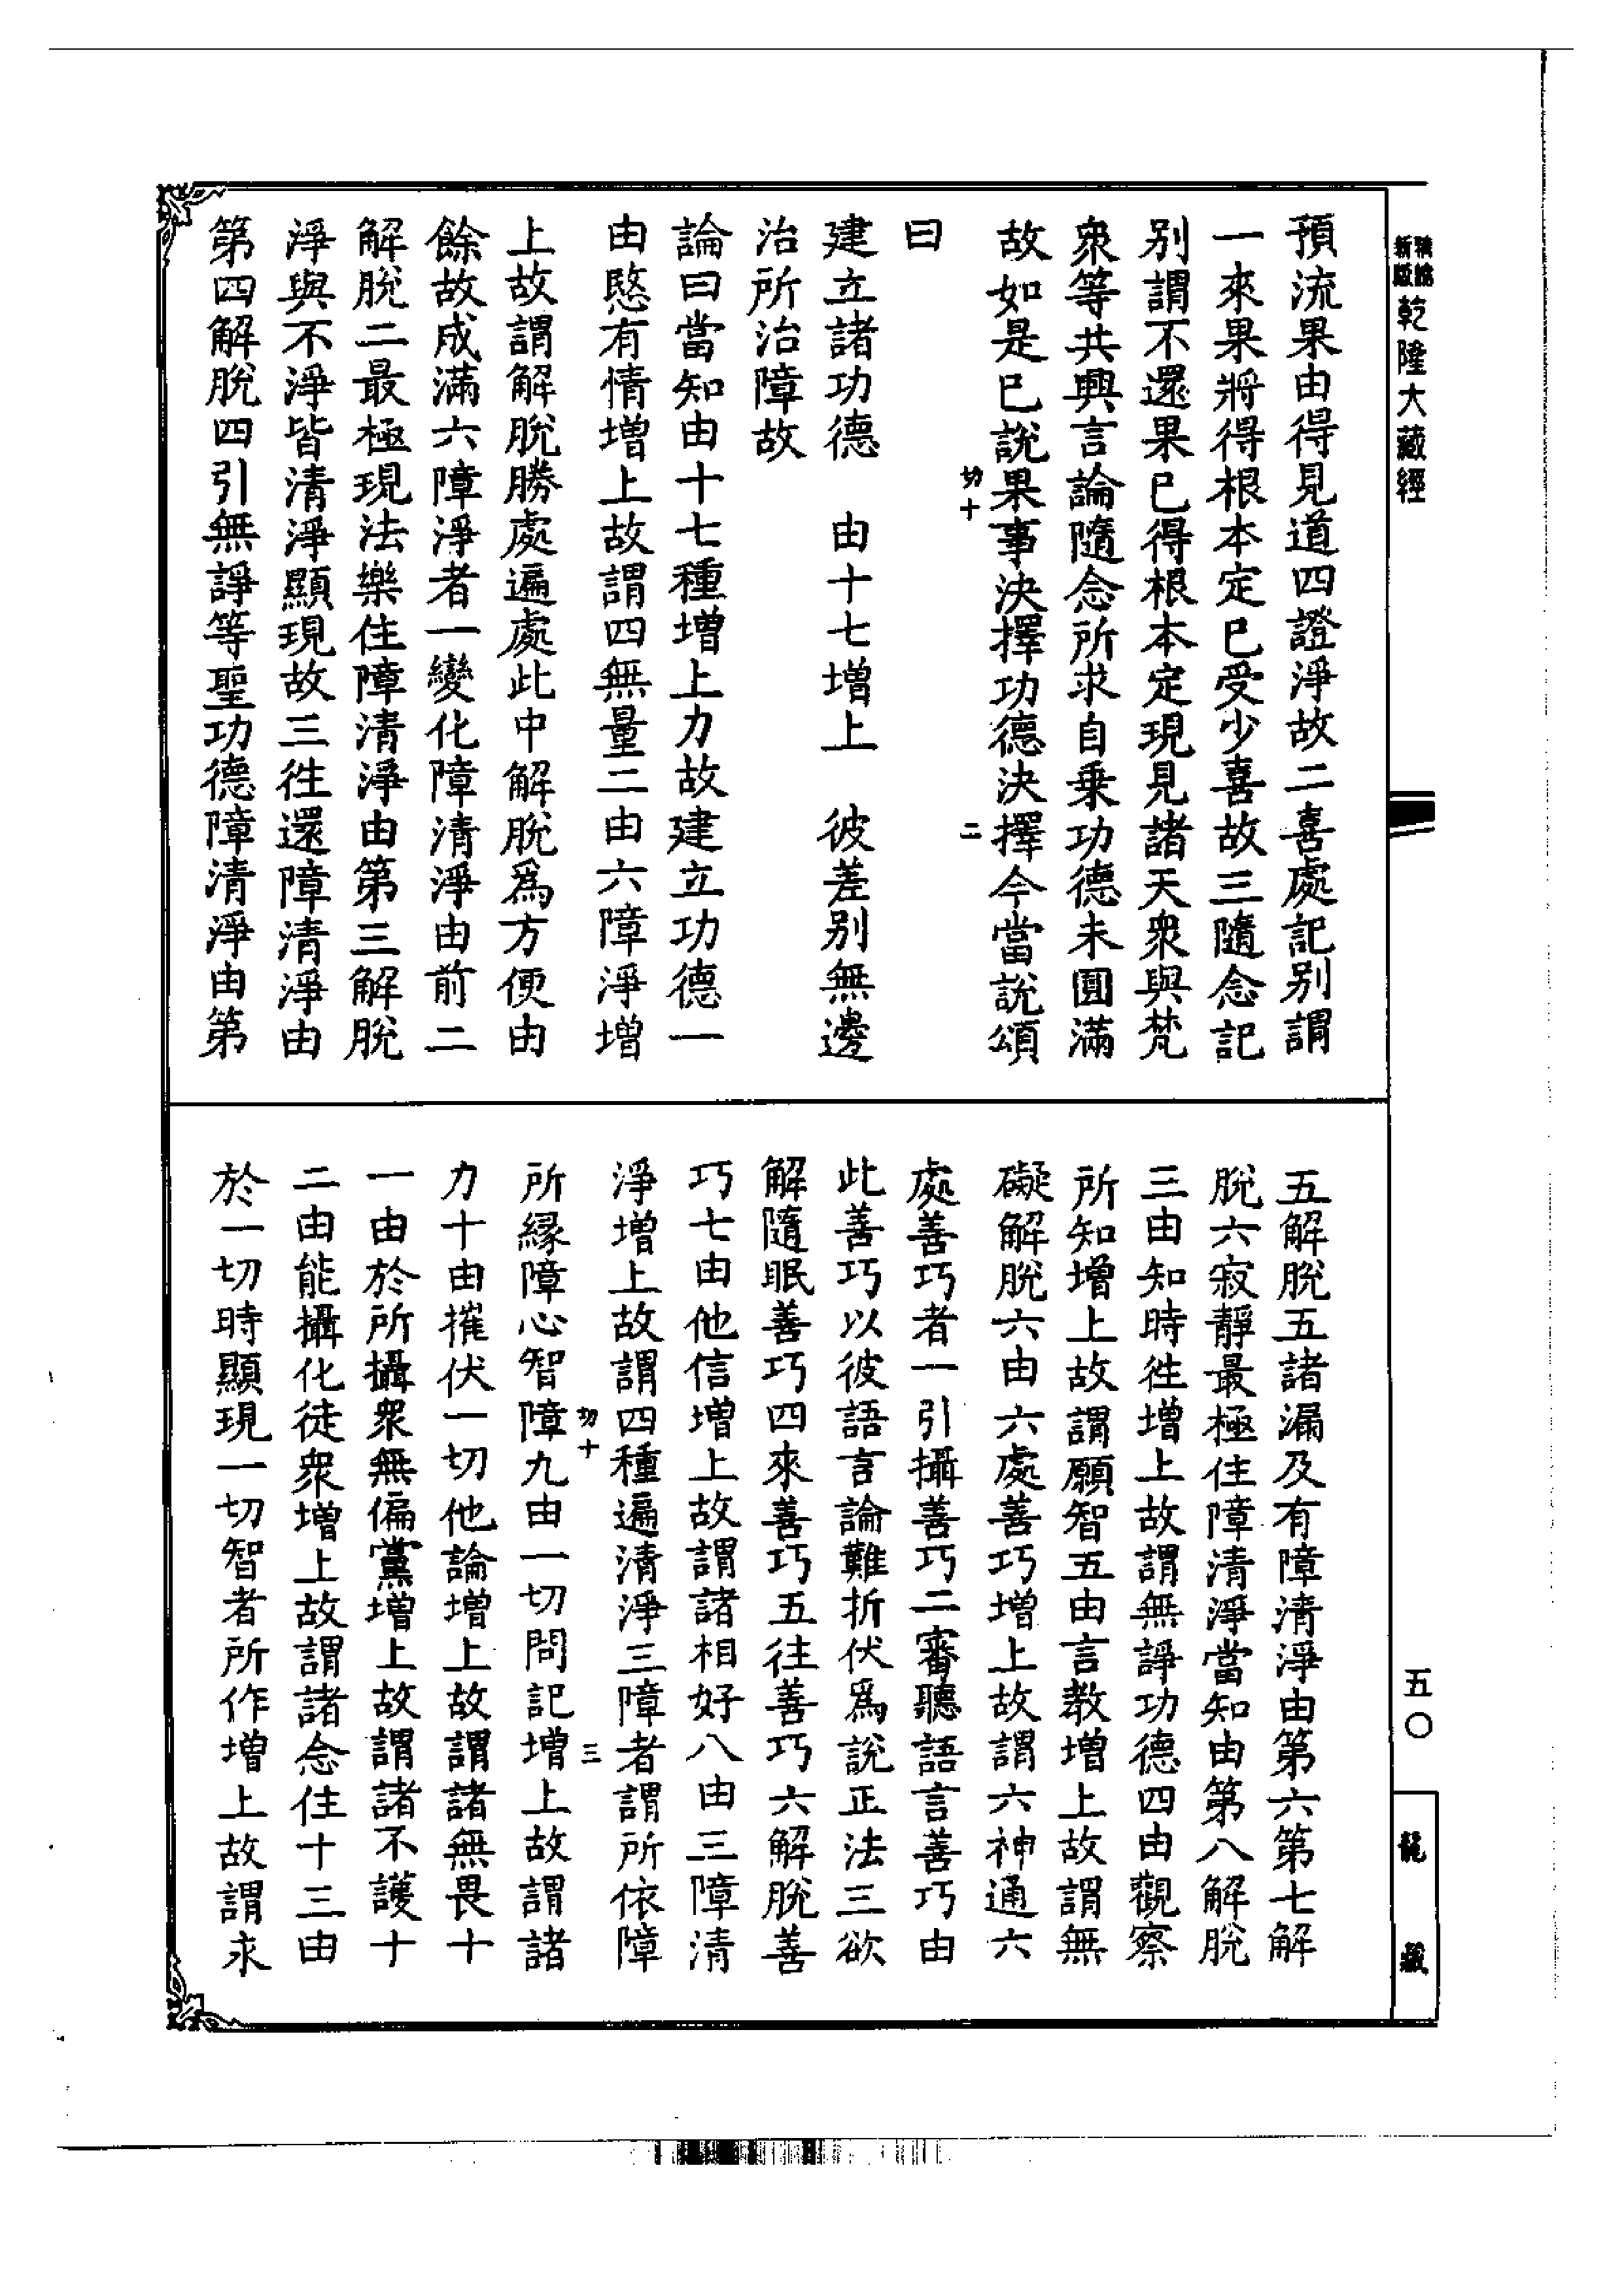 新版
乾隆大藏經
五〇
預流果由得見道四證淨故二喜處記别謂
一來果將得根本定已受少喜故三隨念記
别謂不還果已得根本定現見諸天衆與梵
衆等共興言論隨念所求自乗功德未圓滿
故如是已說果事決擇功德決擇今當說頌
切十
二
曰
建立諸功德　由十七增上　彼差别無邊
治所治障故
論曰當知由十七種增上力故建立功德一
由愍有情增上故謂四無量二由六障淨增
上故謂解脫勝處遍處此中解脫爲方便由
餘故成滿六障淨者一變化障清淨由前二
解脫二最極現法樂住障清淨由第三解脫
淨與不淨皆清淨顯現故三徃還障清淨由
第四解脫四引無諍等聖功德障清淨由第
五解脫五諸漏及有障清淨由第六第七解
脫六寂靜最極住障清淨當知由第八解脫
三由知時徃增上故謂無諍功德四由觀察
所知增上故謂願智五由言教增上故謂無
礙解脫六由六處善巧增上故謂六神通六
處善巧者一引攝善巧二審聽語言善巧由
此善巧以彼語言論難折伏爲說正法三欲
解隨眠善巧四來善巧五往善巧六解脫善
巧七由他信增上故謂諸相好八由三障清
淨增上故謂四種遍清淨三障者謂所依障
切十
三
所緣障心智障九由一切問記增上故謂諸
力十由摧伏一切他論增上故謂諸無畏十
一由於所攝衆無偏黨增上故謂諸不護十
二由能攝化徒衆增上故謂諸念住十三由
於一切時顯現一切智者所作增上故謂求